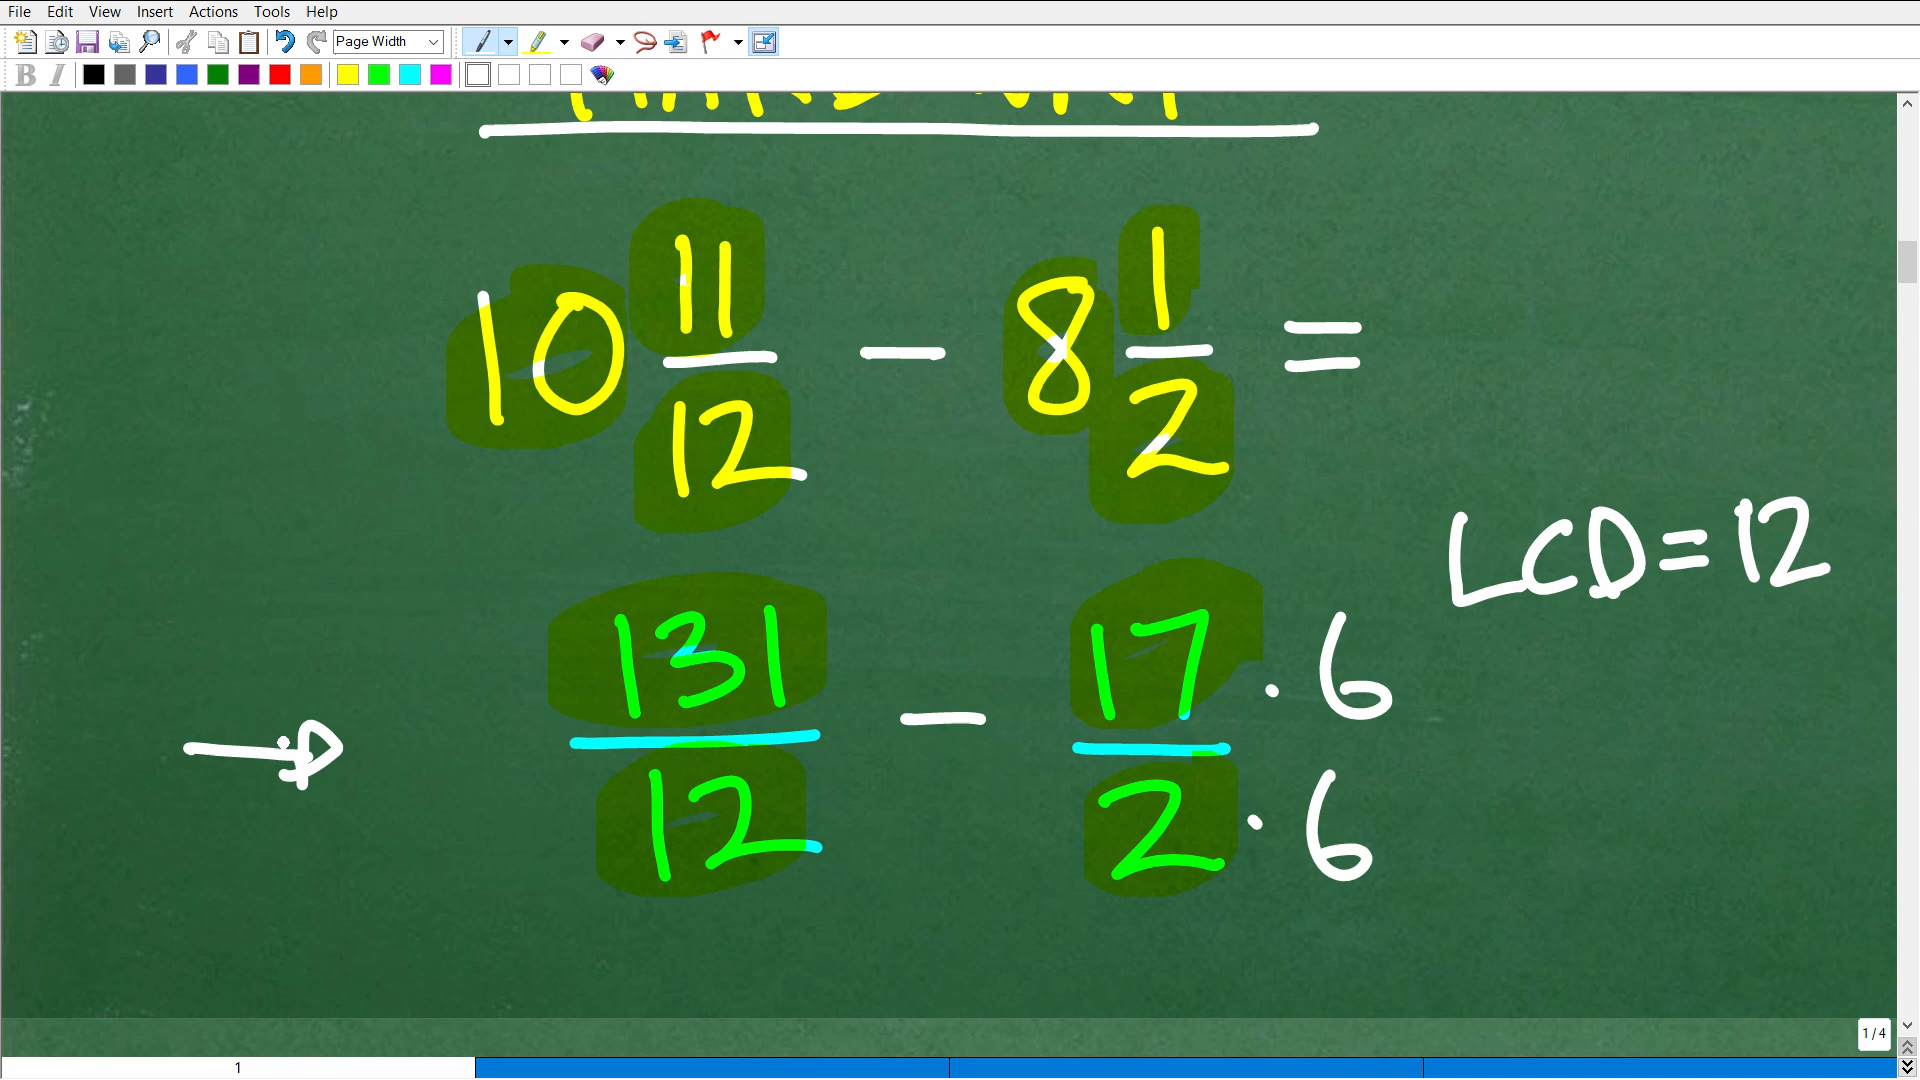 File Edit View Insert Actions Tools Help
Page Width
B I
10 11/12 − 8 1/2 =
LCD=12
131/12 − 17/2 · 6 · 6
1 / 4
1